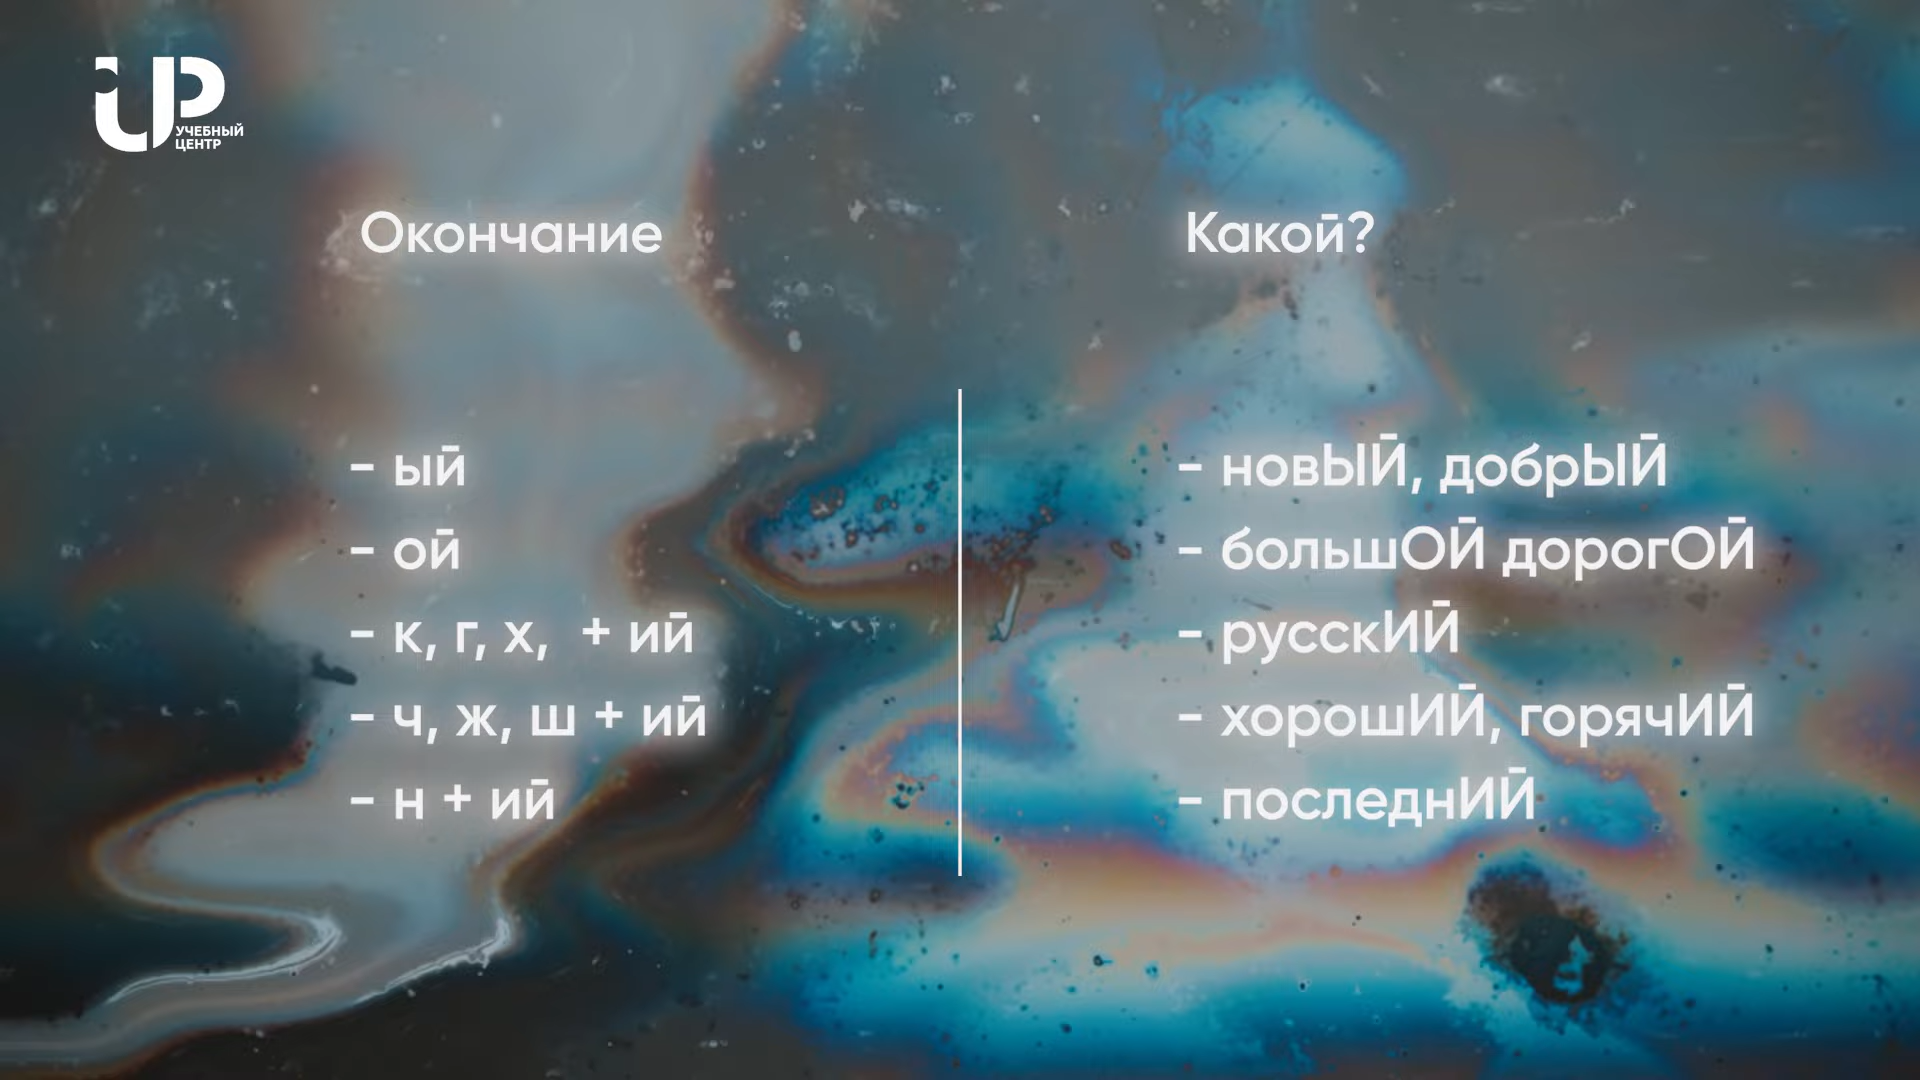 УЧЕБНЫЙ
ЦЕНТР
Окончание
Какой?
- ый
- ой
- к, г, х, + ий
- ч, ж, ш + ий
- н + ий
- новЫЙ, добрЫЙ
- большОЙ дорогОЙ
- русскИЙ
- хорошИЙ, горячИЙ
- последнИЙ